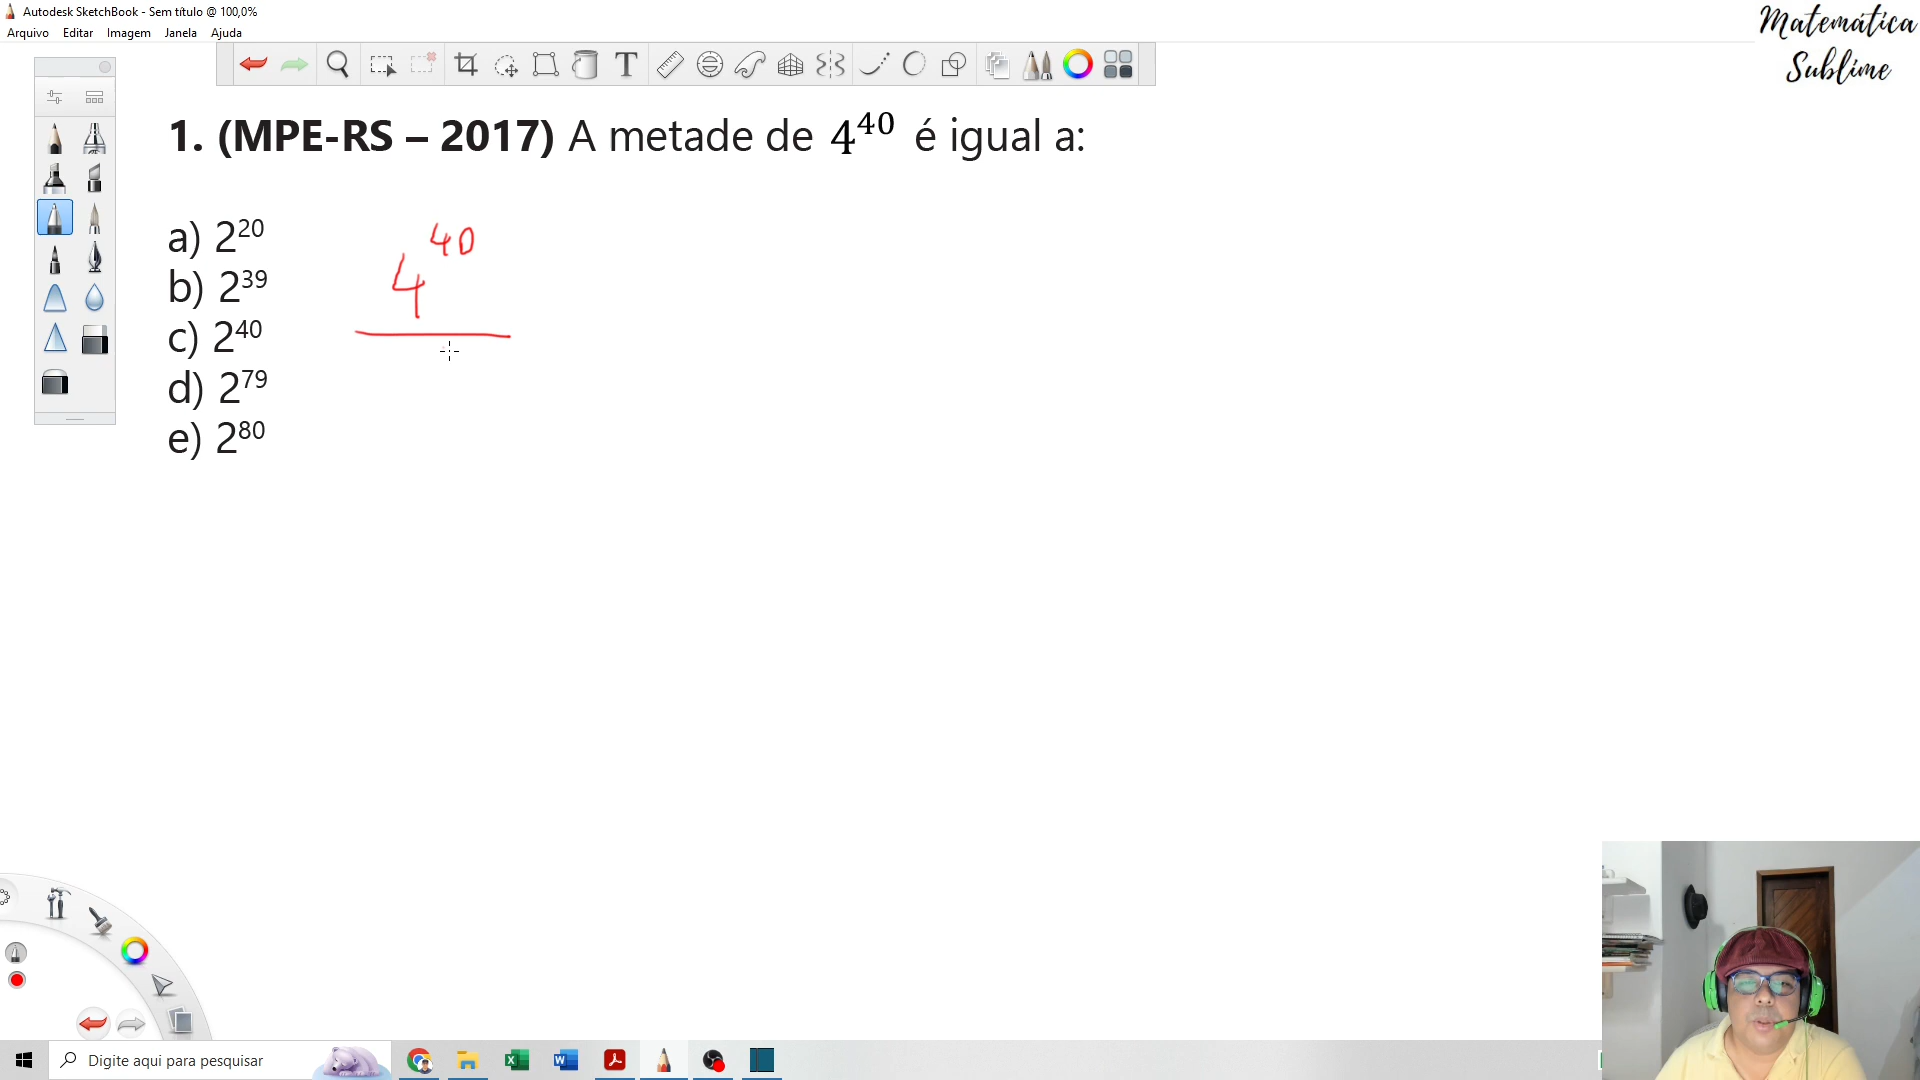 Autodesk SketchBook - Sem título @ 100,0%
Arquivo Editar Imagem Janela Ajuda
Matemática
Sublime
T
1. (MPE-RS – 2017) A metade de 4⁴⁰ é igual a:
a) 2²⁰
b) 2³⁹
c) 2⁴⁰
d) 2⁷⁹
e) 2⁸⁰
4⁴⁰
Digite aqui para pesquisar